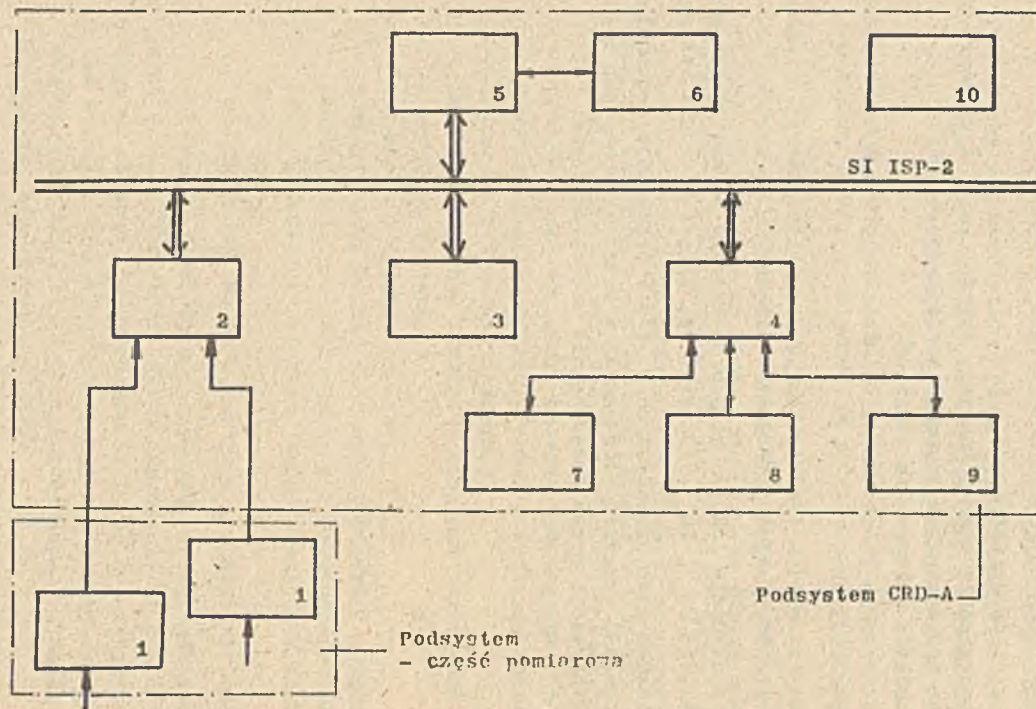 5
6
10
SI ISP-2
2
3
4
7
8
9
1
1
Podsystem CRD-A
Podsystem
- część pomiarowa